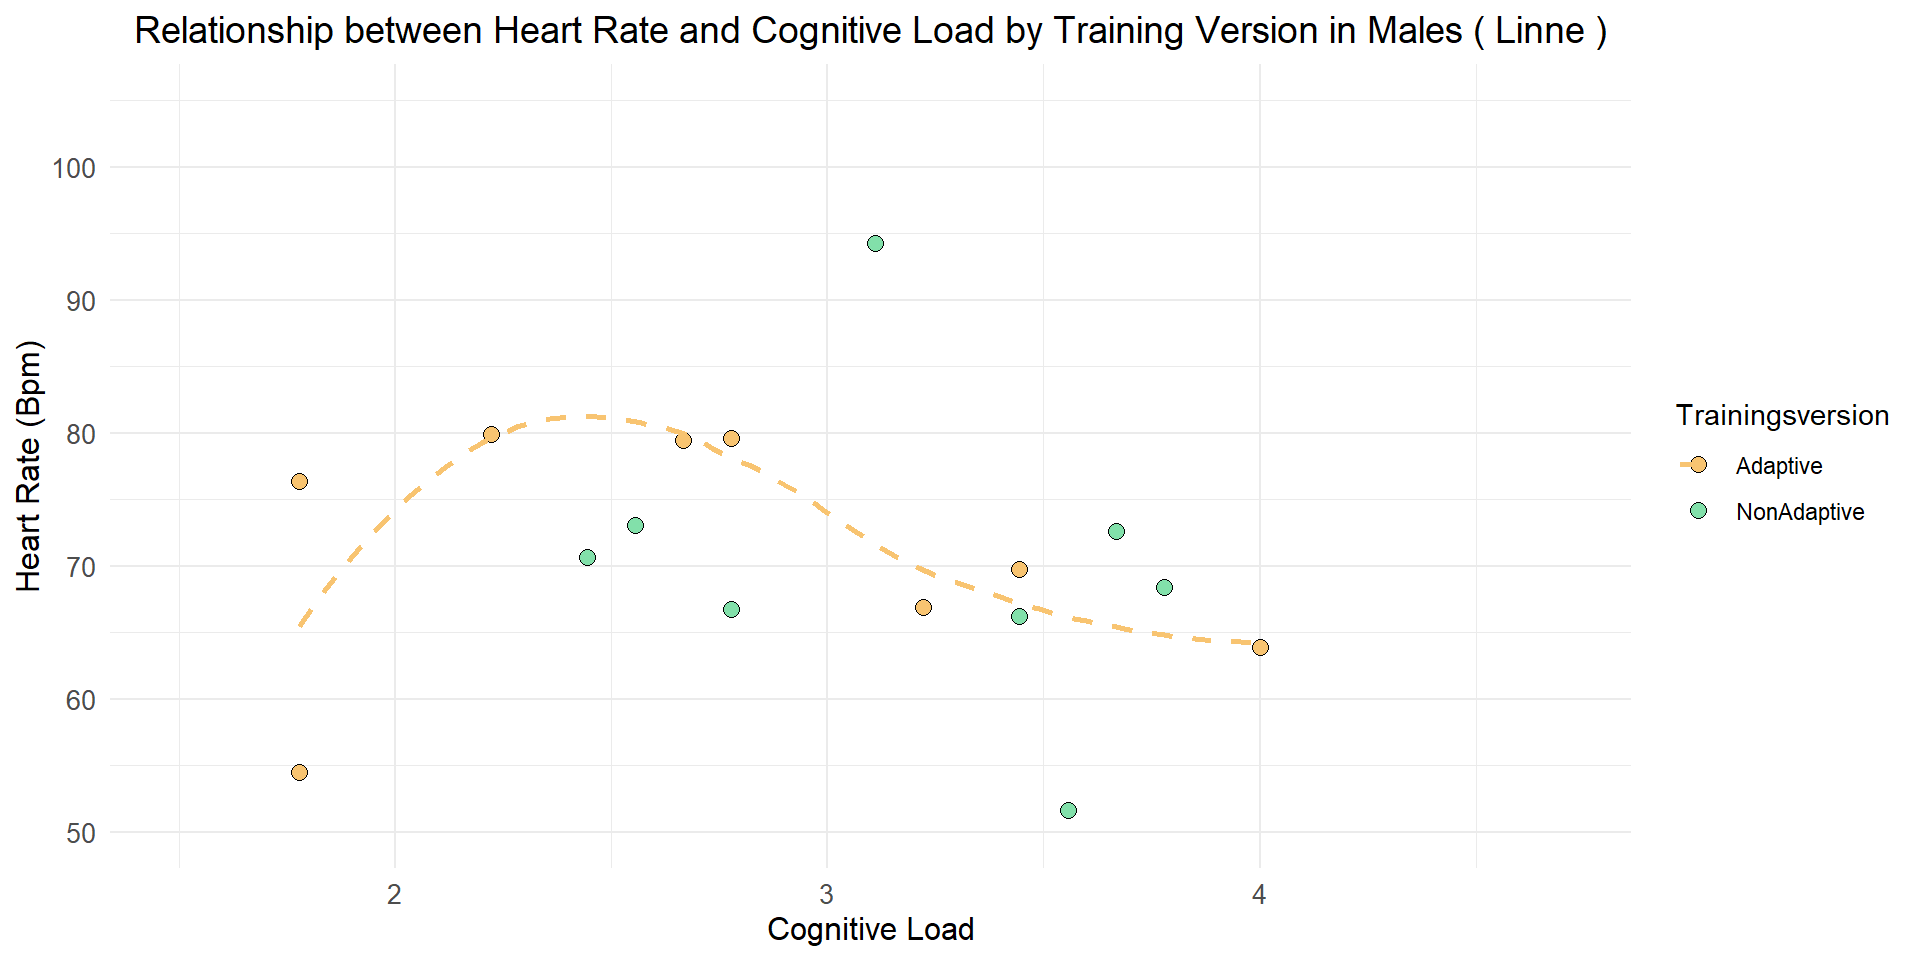 Relationship between Heart Rate and Cognitive Load by Training Version in Males ( Linne )
100
90
80
70
60
50
Heart Rate (Bpm)
2
3
4
Cognitive Load
Trainingsversion
Adaptive
NonAdaptive